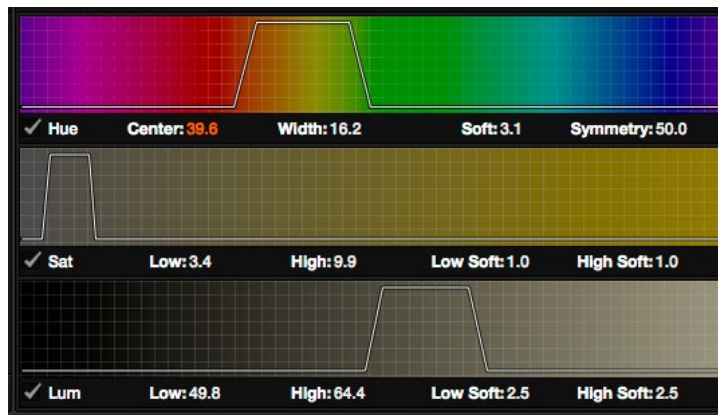 Hue Center: 39.6 Width: 16.2 Soft: 3.1 Symmetry: 50.0
Sat Low: 3.4 High: 9.9 Low Soft: 1.0 High Soft: 1.0
Lum Low: 49.8 High: 64.4 Low Soft: 2.5 High Soft: 2.5